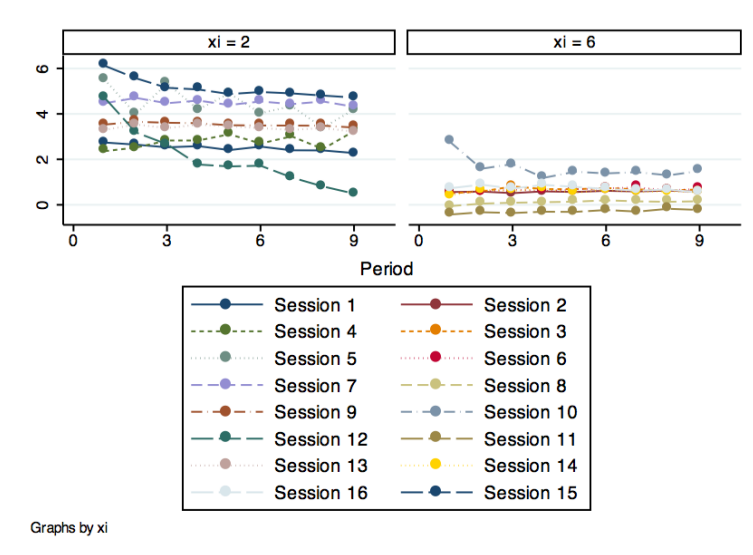 xi = 2 xi = 6
6
4
2
0
0 3 6 9 0 3 6 9
Period
Session 1 Session 2
Session 4 Session 3
Session 5 Session 6
Session 7 Session 8
Session 9 Session 10
Session 12 Session 11
Session 13 Session 14
Session 16 Session 15
Graphs by xi